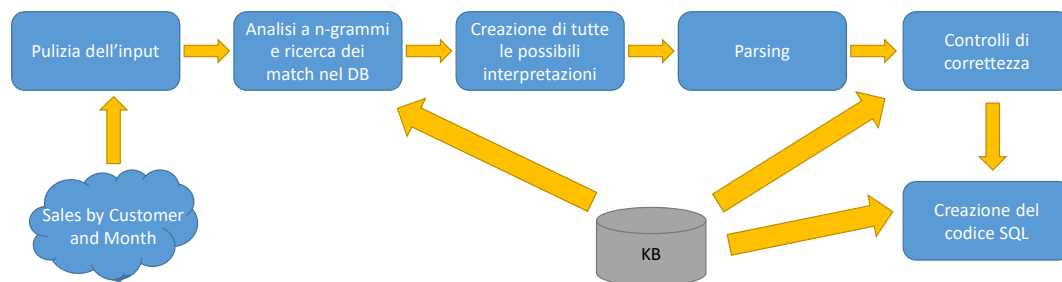 Pulizia dell’input
Analisi a n-grammi
e ricerca dei
match nel DB
Creazione di tutte
le possibili
interpretazioni
Parsing
Controlli di
correttezza
Sales by Customer
and Month
KB
Creazione del
codice SQL